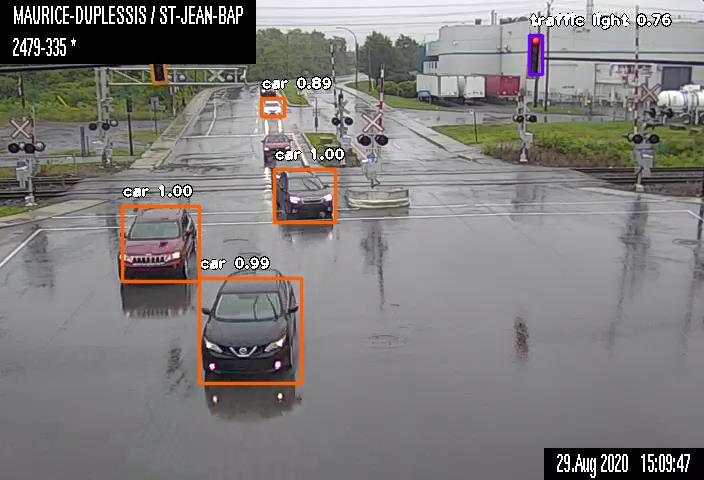 MAURICE-DUPLESSIS / ST-JEAN-BAP
2479-335 *
traffic light 0.76
car 0.89
car 1.00
car 1.00
car 0.99
29.Aug 2020 15:09:47